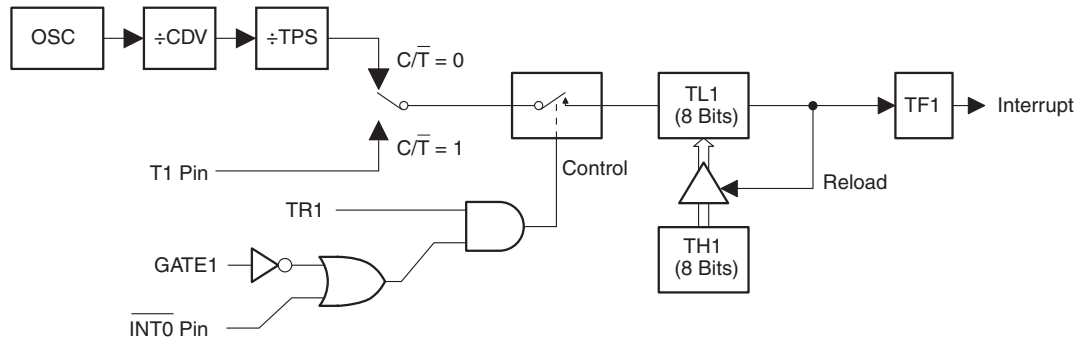 OSC
÷CDV
÷TPS
C/T̅ = 0
TL1
(8 Bits)
TF1
Interrupt
C/T̅ = 1
T1 Pin
Control
Reload
TR1
TH1
(8 Bits)
GATE1
I̅N̅T̅0̅ Pin